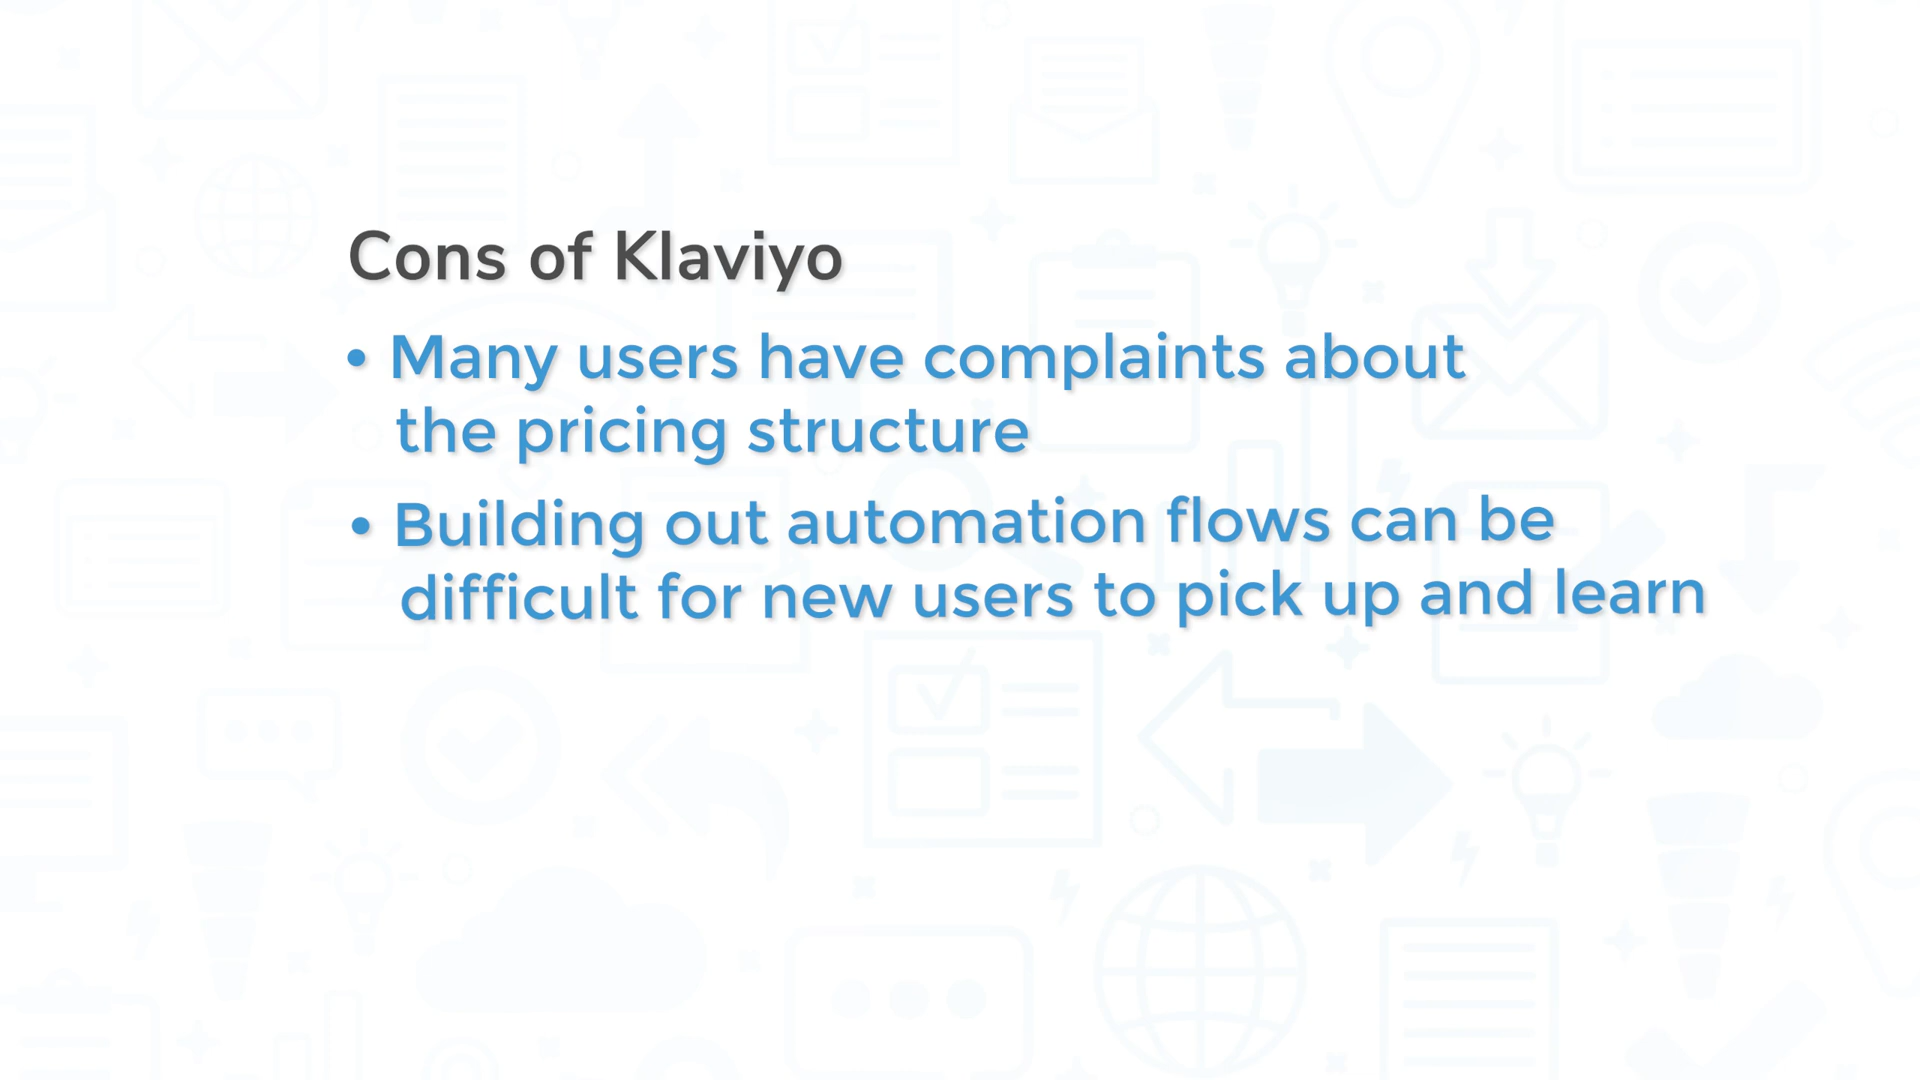 Cons of Klaviyo
• Many users have complaints about
the pricing structure
• Building out automation flows can be
difficult for new users to pick up and learn